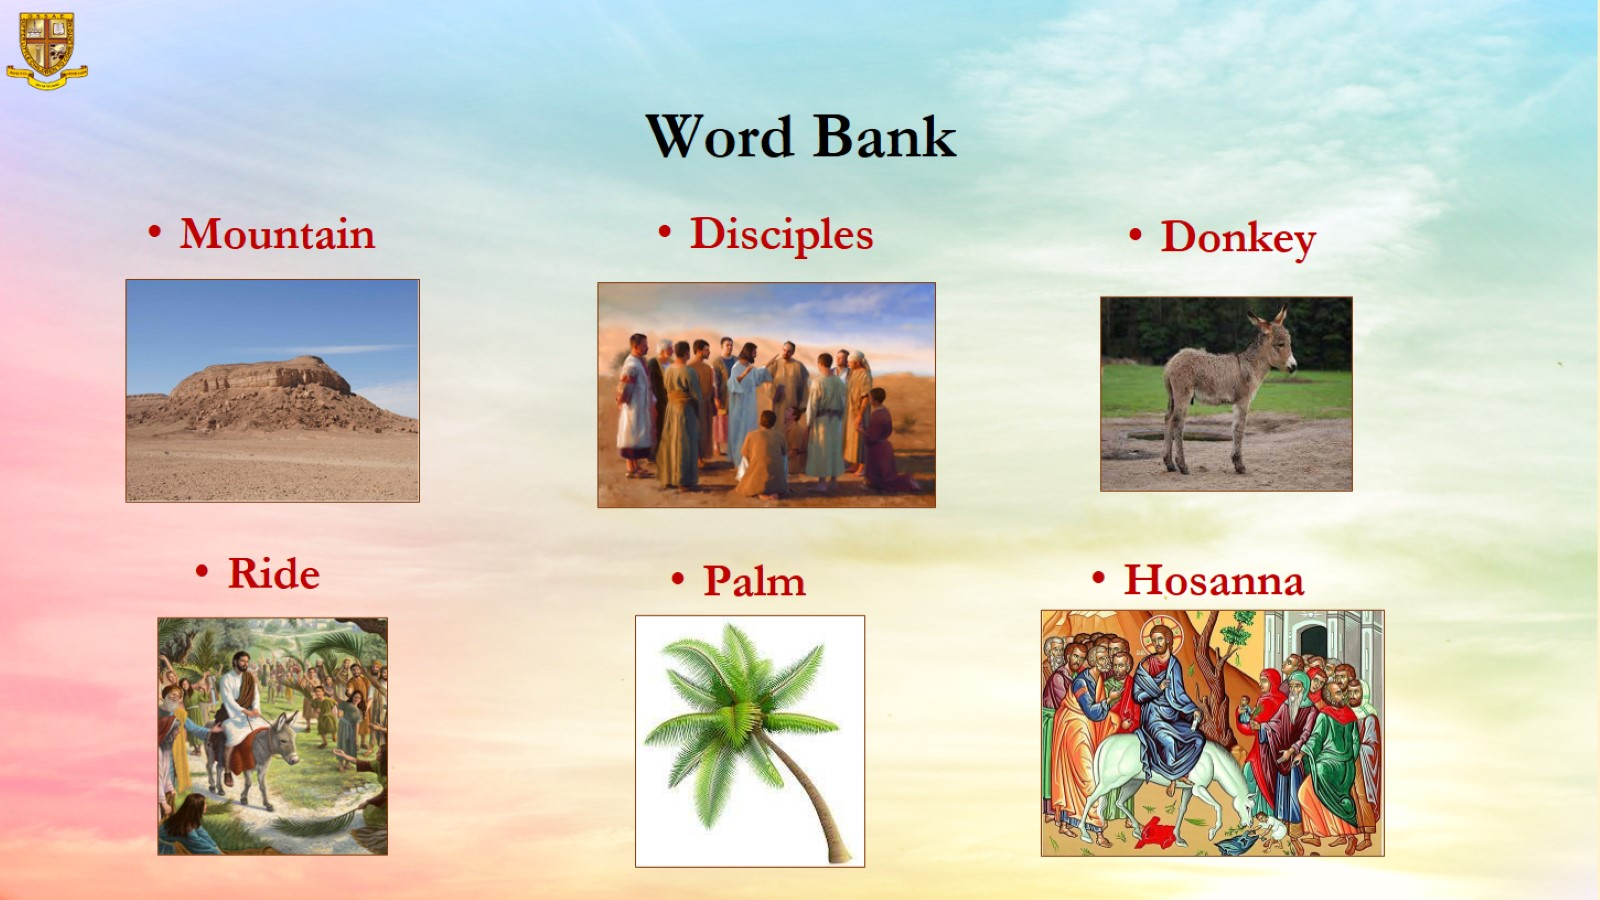 Word Bank
• Mountain
• Disciples
• Donkey
• Ride
• Palm
• Hosanna